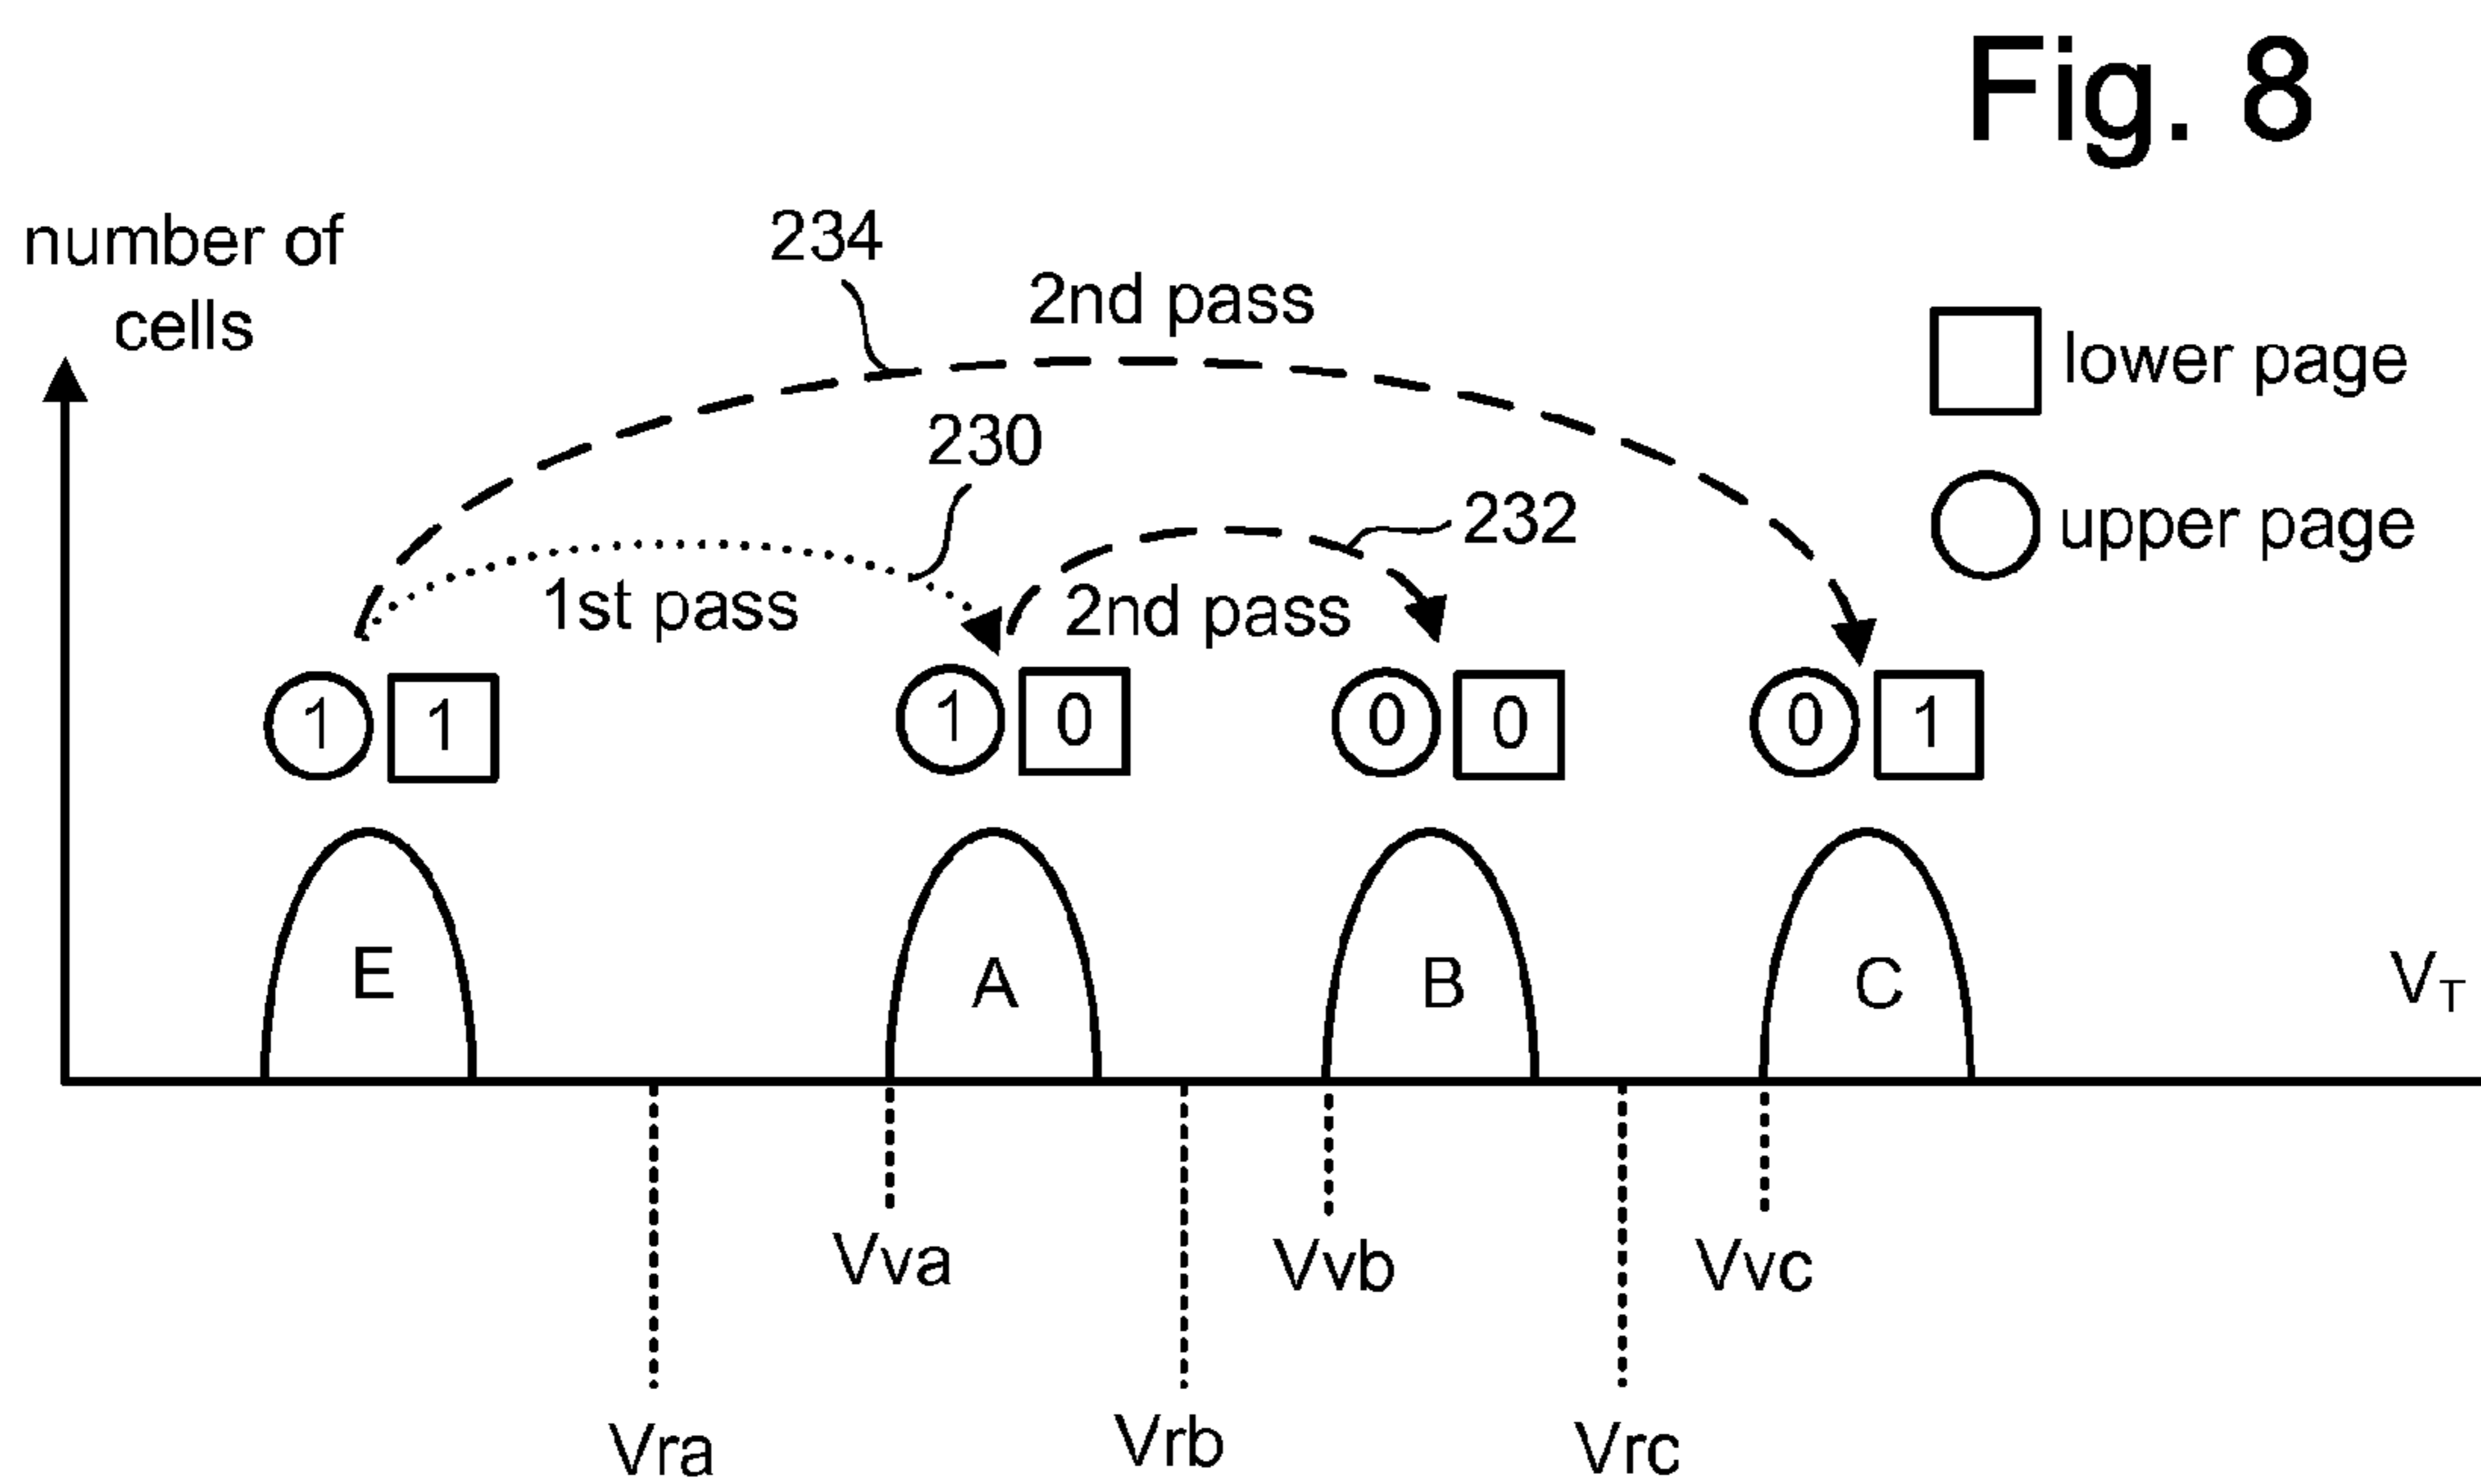 Fig. 8
number of
cells
234
2nd pass
230
lower page
232
upper page
1st pass
2nd pass
1 1
1 0
0 0
0 1
E
A
B
C
VT
Vva
Vvb
Vvc
Vra
Vrb
Vrc